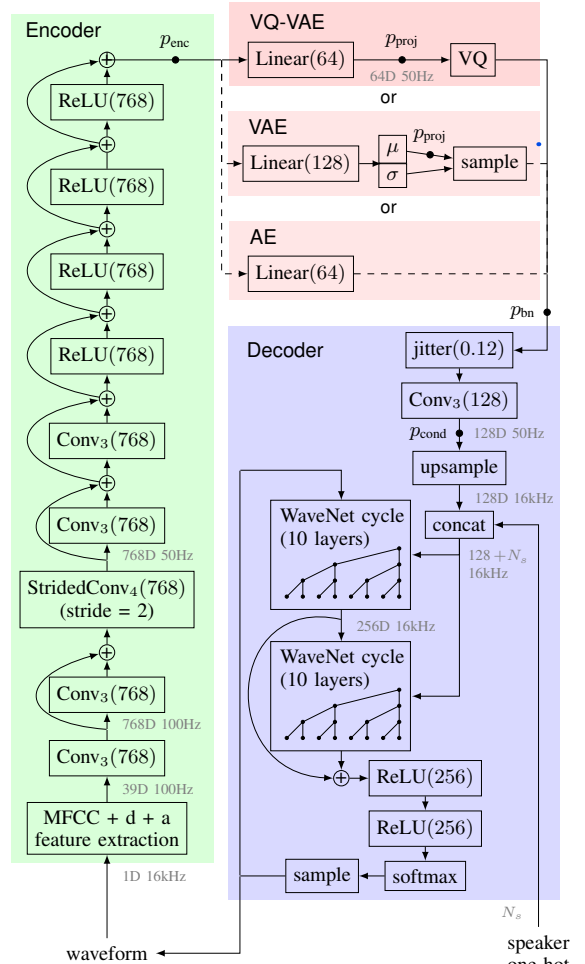 Encoder
ReLU(768)
ReLU(768)
ReLU(768)
ReLU(768)
Conv₃(768)
Conv₃(768)
768D 50Hz
StridedConv₄(768)
(stride = 2)
Conv₃(768)
768D 100Hz
Conv₃(768)
39D 100Hz
MFCC + d + a
feature extraction
1D 16kHz
waveform
p_enc
VQ-VAE
Linear(64)
p_proj
64D 50Hz
VQ
or
VAE
Linear(128)
μ
σ
p_proj
sample
or
AE
Linear(64)
p_bn
Decoder
jitter(0.12)
Conv₃(128)
p_cond
128D 50Hz
upsample
128D 16kHz
concat
128 + N_s
16kHz
WaveNet cycle
(10 layers)
256D 16kHz
WaveNet cycle
(10 layers)
ReLU(256)
ReLU(256)
softmax
sample
N_s
speaker
one-hot